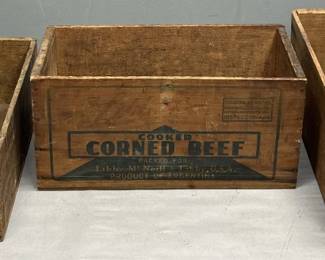 COOKED
CORNED BEEF
PACKED FOR
Libby, McNeill & Libby, U.S.A.
PRODUCT OF ARGENTINA